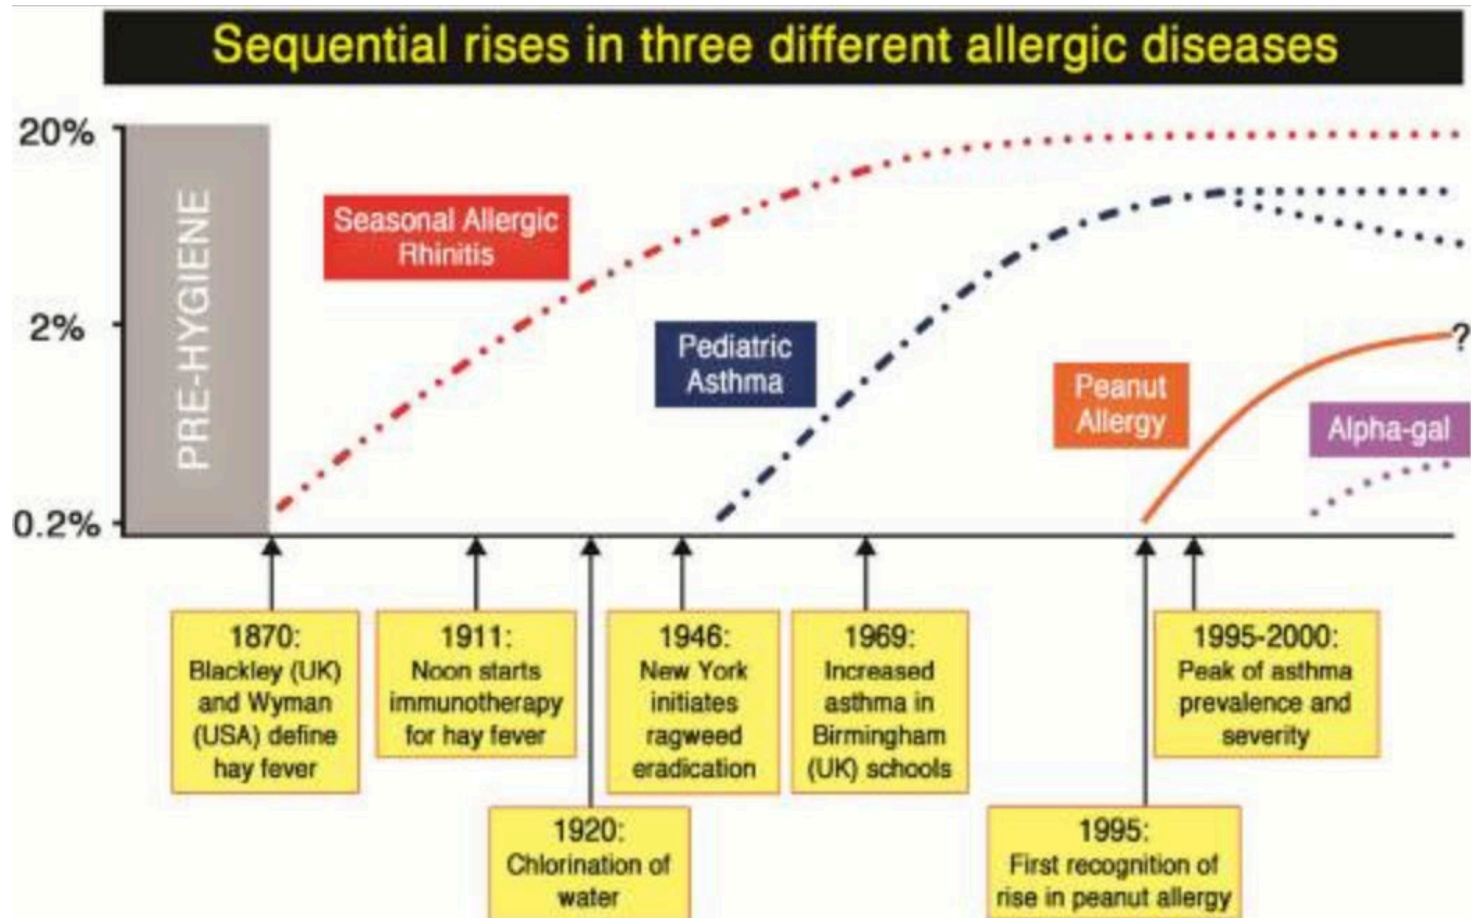 Sequential rises in three different allergic diseases
20%
2%
0.2%
PRE-HYGIENE
Seasonal Allergic
Rhinitis
Pediatric
Asthma
Peanut
Allergy
?
Alpha-gal
1870:
Blackley (UK)
and Wyman
(USA) define
hay fever
1911:
Noon starts
immunotherapy
for hay fever
1920:
Chlorination of
water
1946:
New York
initiates
ragweed
eradication
1969:
Increased
asthma in
Birmingham
(UK) schools
1995:
First recognition of
rise in peanut allergy
1995-2000:
Peak of asthma
prevalence and
severity